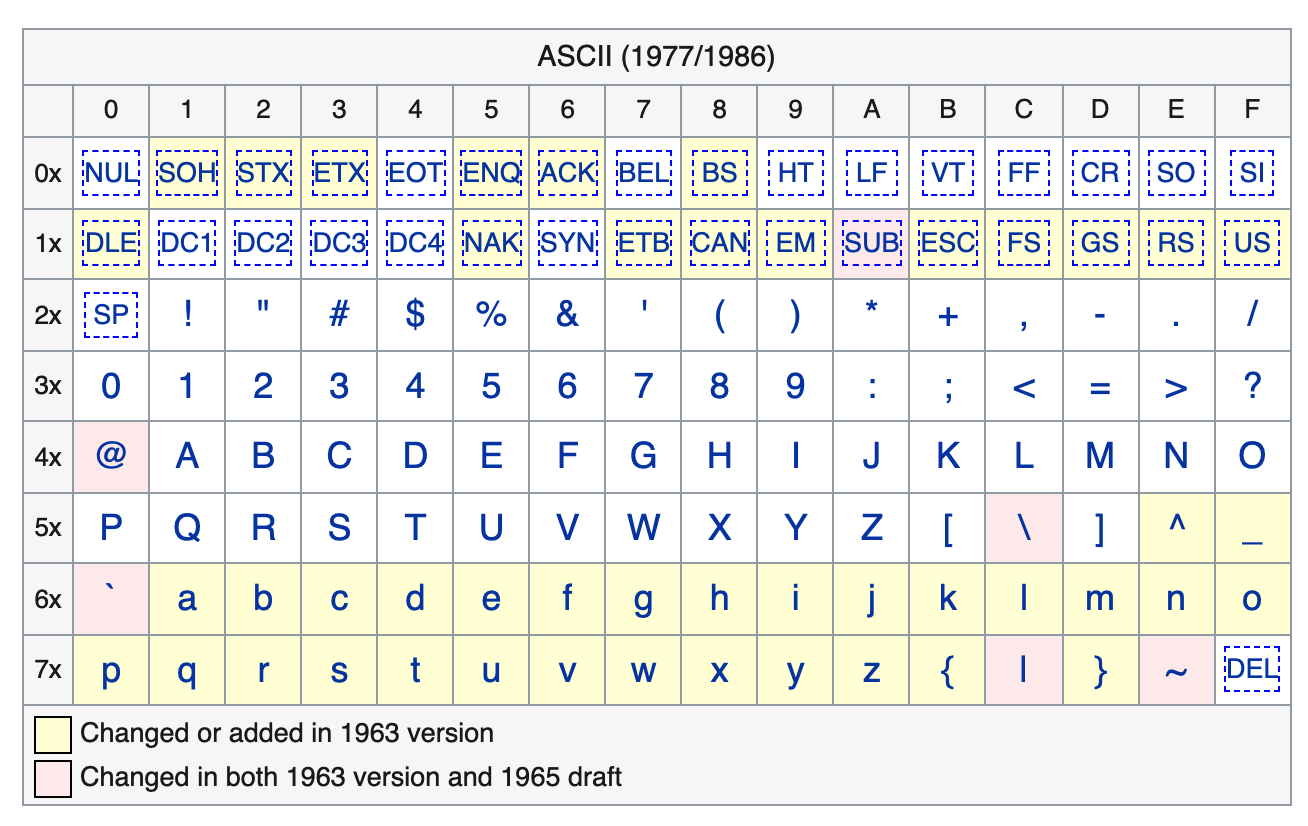 ASCII (1977/1986)
0 1 2 3 4 5 6 7 8 9 A B C D E F
0x NUL SOH STX ETX EOT ENQ ACK BEL BS HT LF VT FF CR SO SI
1x DLE DC1 DC2 DC3 DC4 NAK SYN ETB CAN EM SUB ESC FS GS RS US
2x SP ! " # $ % & ' ( ) * + , - . /
3x 0 1 2 3 4 5 6 7 8 9 : ; < = > ?
4x @ A B C D E F G H I J K L M N O
5x P Q R S T U V W X Y Z [ \ ] ^ _
6x ` a b c d e f g h i j k l m n o
7x p q r s t u v w x y z { | } ~ DEL
Changed or added in 1963 version
Changed in both 1963 version and 1965 draft